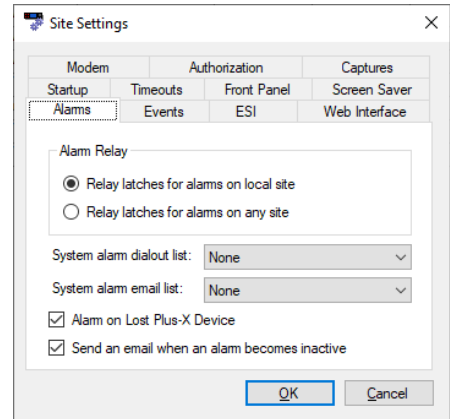 Site Settings
Modem Authorization Captures
Startup Timeouts Front Panel Screen Saver
Alarms Events ESI Web Interface
Alarm Relay
Relay latches for alarms on local site
Relay latches for alarms on any site
System alarm dialout list: None
System alarm email list: None
Alarm on Lost Plus-X Device
Send an email when an alarm becomes inactive
OK Cancel